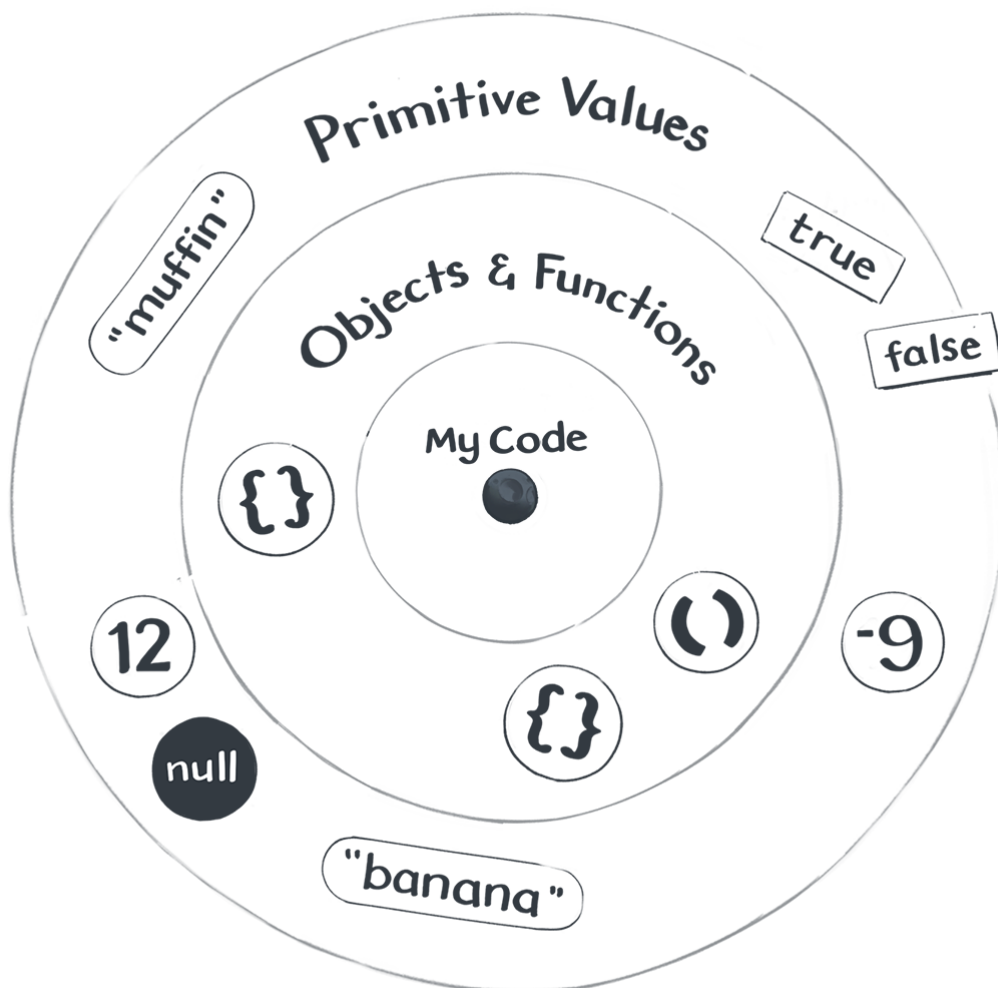 Primitive Values
"muffin"
true
Objects & Functions
false
My Code
{}
12
()
-9
{}
null
"banana"